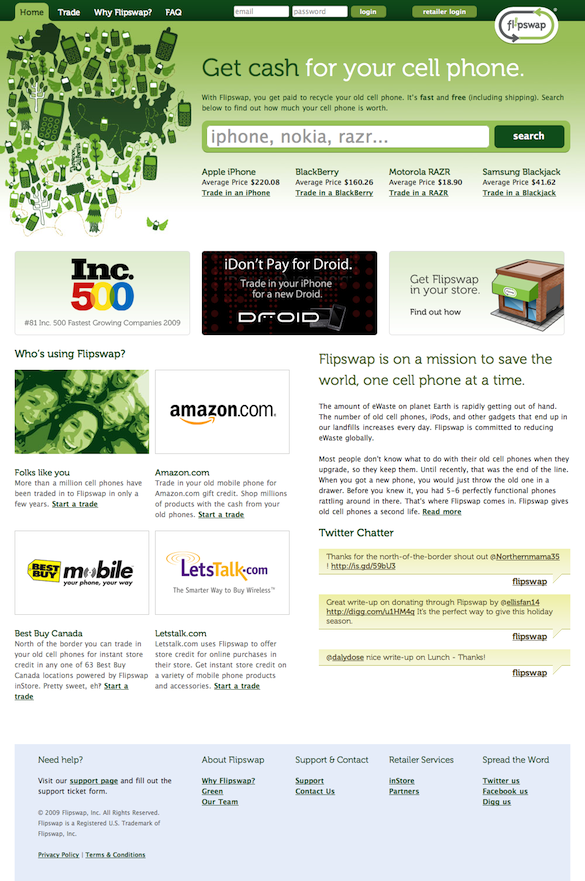 Home Trade Why Flipswap? FAQ email password login retailer login
flipswap
Get cash for your cell phone.
With Flipswap, you get paid to recycle your old cell phone. It's fast and free (including shipping). Search
below to find out how much your cell phone is worth.
iphone, nokia, razr... search
Apple iPhone
Average Price $220.08
Trade in an iPhone
BlackBerry
Average Price $160.26
Trade in a BlackBerry
Motorola RAZR
Average Price $18.90
Trade in a RAZR
Samsung Blackjack
Average Price $41.62
Trade in a Blackjack
Inc.
500
#81 Inc. 500 Fastest Growing Companies 2009
iDon't Pay for Droid.
Trade in your iPhone
for a new Droid.
DROID
Get Flipswap
in your store.
Find out how
Who's using Flipswap?
Folks like you
More than a million cell phones have
been traded in to Flipswap in only a
few years. Start a trade
amazon.com
Amazon.com
Trade in your old mobile phone for
Amazon.com gift credit. Shop millions
of products with the cash from your
old phones. Start a trade
BEST BUY mobile
your phone, your way
Best Buy Canada
North of the border you can trade in
your old cell phones for instant store
credit in any one of 63 Best Buy
Canada locations powered by Flipswap
inStore. Pretty sweet, eh? Start a
trade
LetsTalk.com
The Smarter Way to Buy Wireless™
Letstalk.com
Letstalk.com uses Flipswap to offer
store credit for online purchases in
their store. Get instant store credit on
a variety of mobile phone products
and accessories. Start a trade
Flipswap is on a mission to save the
world, one cell phone at a time.
The amount of eWaste on planet Earth is rapidly getting out of hand.
The number of old cell phones, iPods, and other gadgets that end up in
our landfills increases every day. Flipswap is committed to reducing
eWaste globally.
Most people don't know what to do with their old cell phones when they
upgrade, so they keep them. Until recently, that was the end of the line.
When you got a new phone, you would just throw the old one in a
drawer. Before you knew it, you had 5-6 perfectly functional phones
rattling around in there. That's where Flipswap comes in. Flipswap gives
old cell phones a second life. Read more
Twitter Chatter
Thanks for the north-of-the-border shout out @Northernmama35
! http://is.gd/59bU3
flipswap
Great write-up on donating through Flipswap by @ellisfan14
http://digg.com/u1HM4q It's the perfect way to give this holiday
season.
flipswap
@dalydose nice write-up on Lunch - Thanks!
flipswap
Need help?
Visit our support page and fill out the
support ticket form.
© 2009 Flipswap, Inc. All Rights Reserved.
Flipswap is a Registered U.S. Trademark of
Flipswap, Inc.
Privacy Policy | Terms & Conditions
About Flipswap
Why Flipswap?
Green
Our Team
Support & Contact
Support
Contact Us
Retailer Services
inStore
Partners
Spread the Word
Twitter us
Facebook us
Digg us